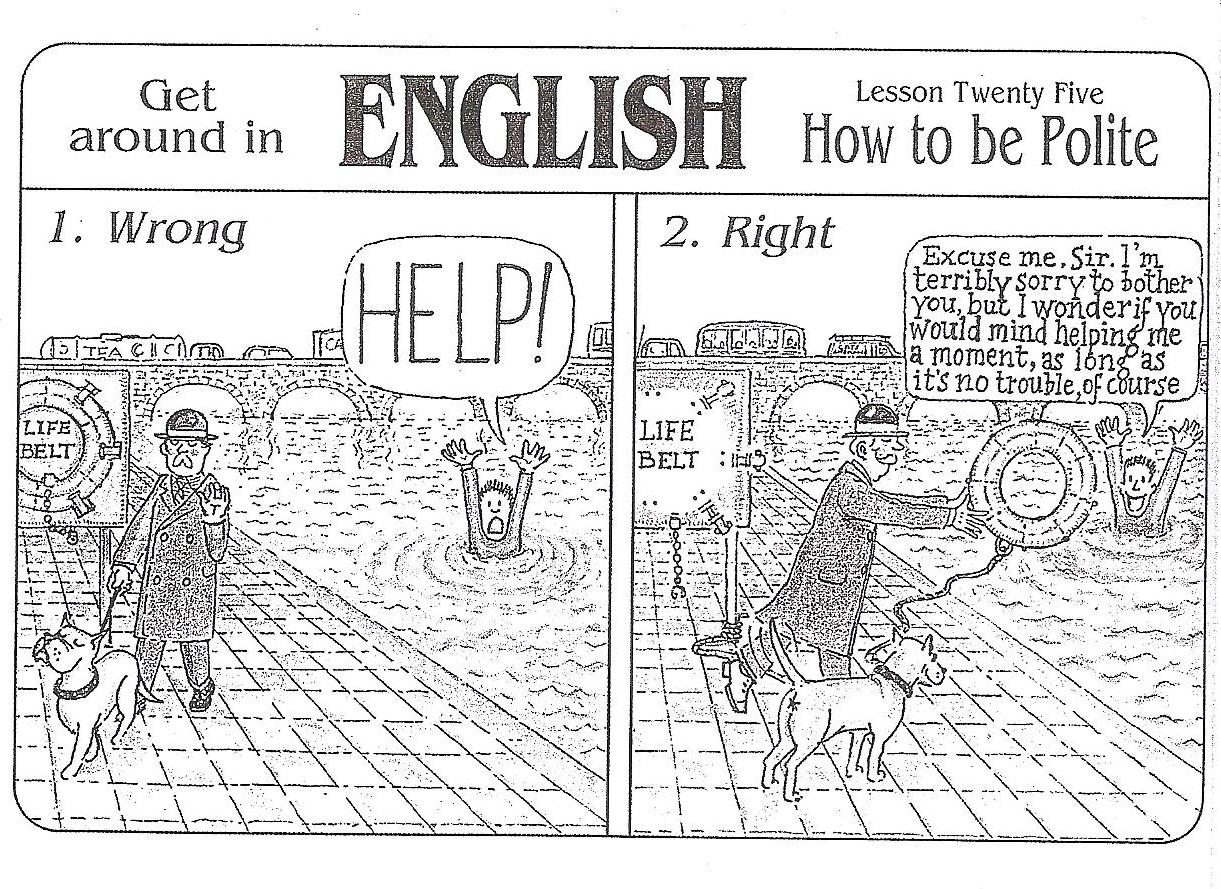 Get
around in
ENGLISH
Lesson Twenty Five
How to be Polite
1. Wrong
HELP!
TEA
LIFE
BELT
2. Right
Excuse me, Sir. I'm
terribly sorry to bother
you, but I wonder if you
would mind helping me
a moment, as long as
it's no trouble, of course
LIFE
BELT